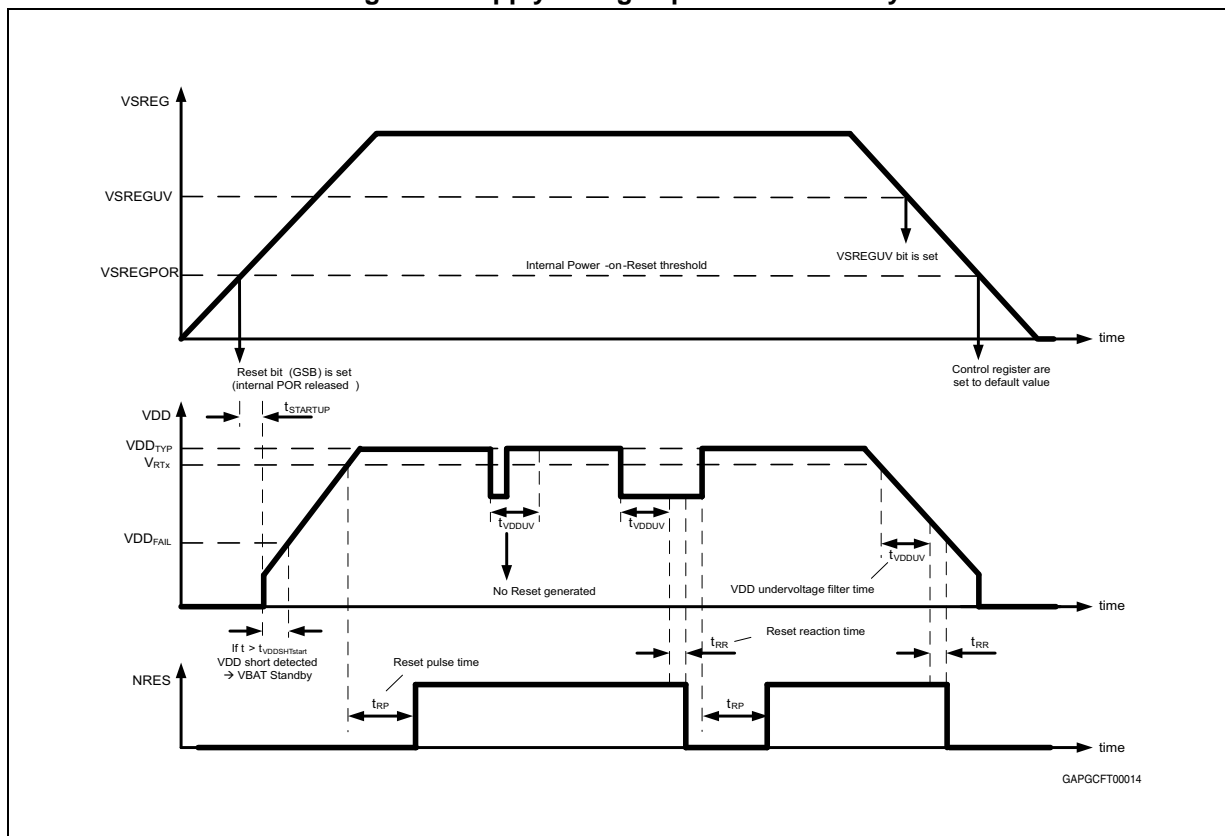 VSREG
VSREGUV
VSREGPOR
Internal Power -on-Reset threshold
VSREGUV bit is set
time
Reset bit (GSB) is set
(internal POR released )
Control register are
set to default value
VDD
tSTARTUP
VDDTYP
VRTx
tVDDUV
tVDDUV
VDDFAIL
tVDDUV
No Reset generated
VDD undervoltage filter time
time
If t > tVDDSHTstart
VDD short detected
→ VBAT Standby
tRR
Reset reaction time
tRR
NRES
Reset pulse time
tRP
tRP
time
GAPGCFT00014